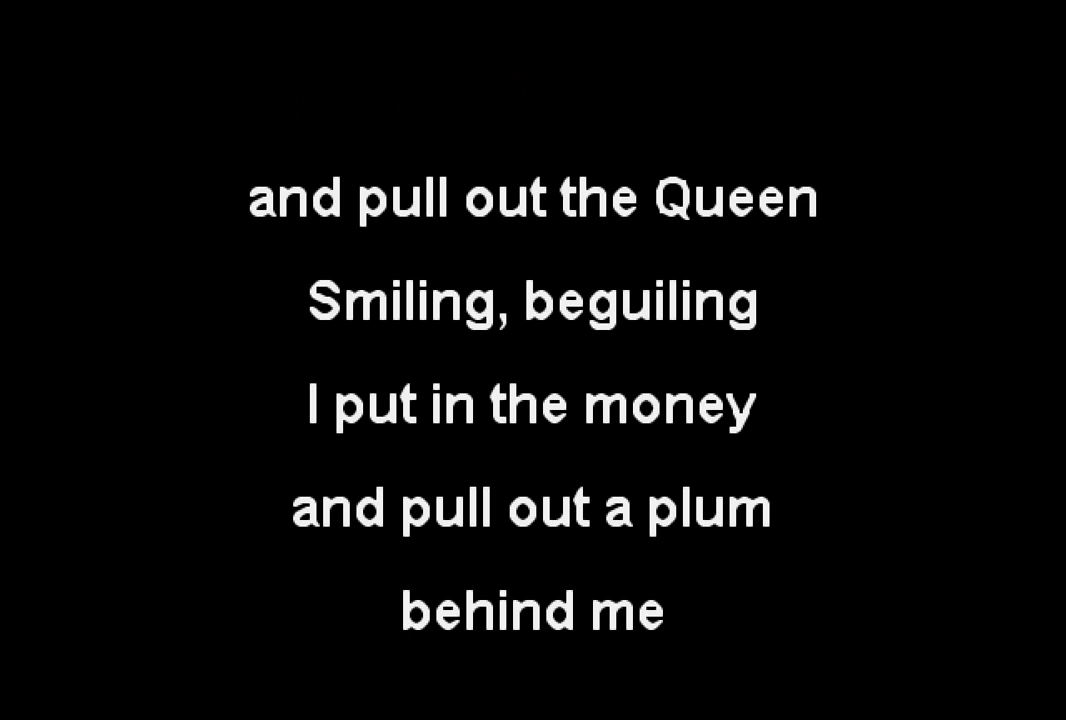 and pull out the Queen
Smiling, beguiling
I put in the money
and pull out a plum
behind me